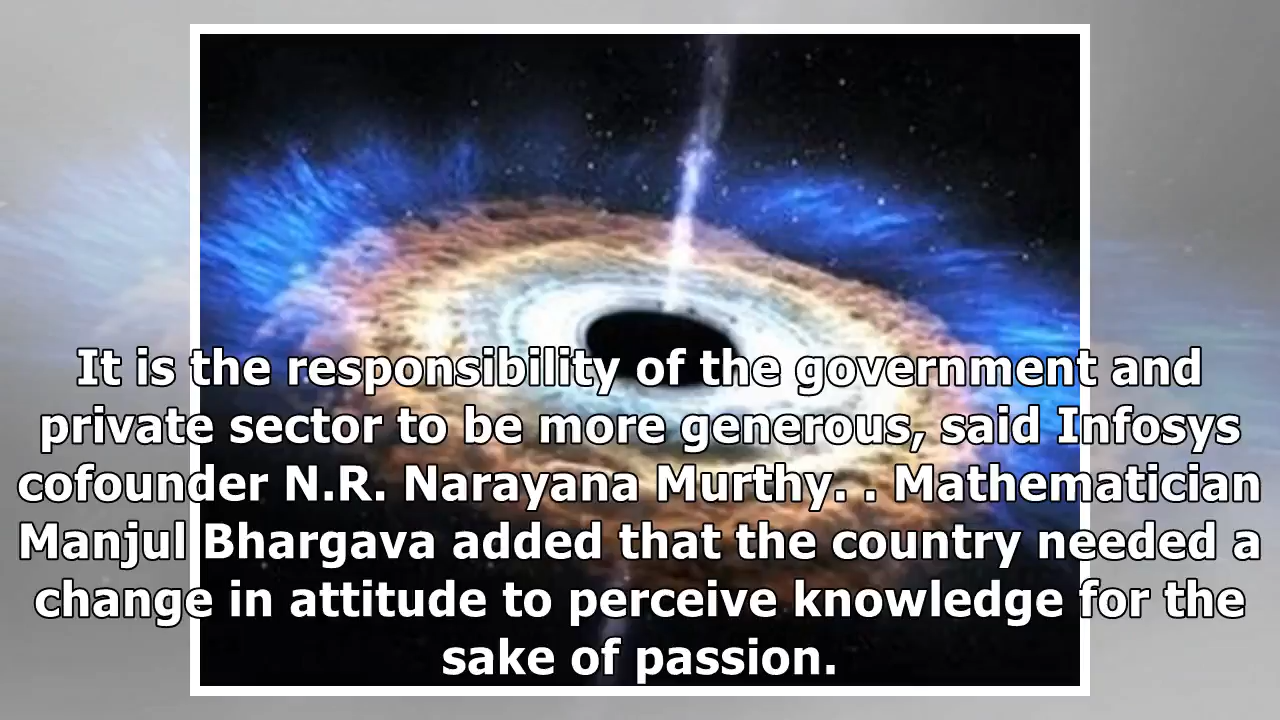 It is the responsibility of the government and
private sector to be more generous, said Infosys
cofounder N.R. Narayana Murthy. . Mathematician
Manjul Bhargava added that the country needed a
change in attitude to perceive knowledge for the
sake of passion.